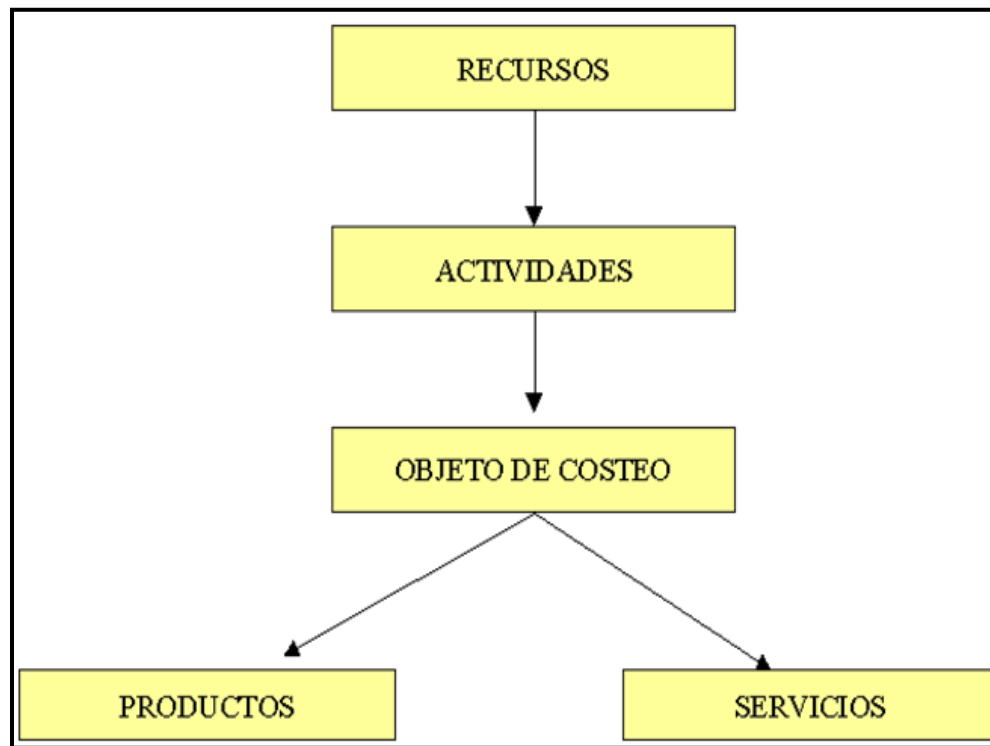 RECURSOS
ACTIVIDADES
OBJETO DE COSTEO
PRODUCTOS
SERVICIOS